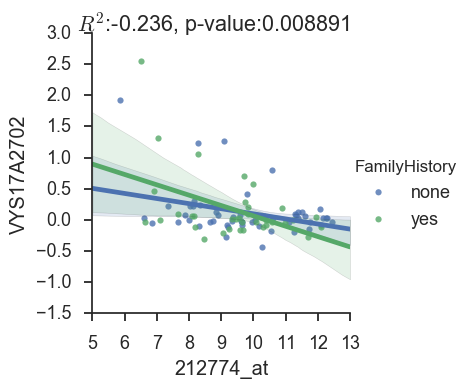 R²:-0.236, p-value:0.008891
3.0
2.5
2.0
1.5
1.0
0.5
0.0
−0.5
−1.0
−1.5
VYS17A2702
5 6 7 8 9 10 11 12 13
212774_at
FamilyHistory
none
yes